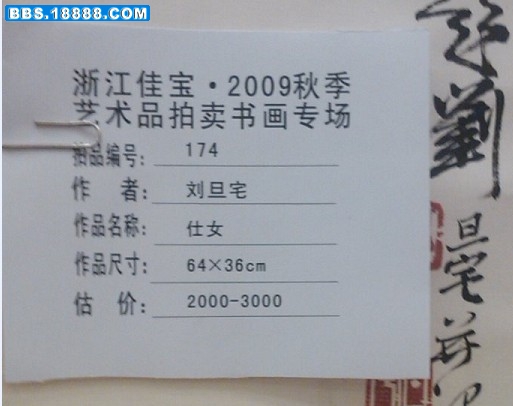 BBS.18888.COM
浙江佳宝·2009秋季
艺术品拍卖书画专场
拍品编号: 174
作 者: 刘旦宅
作品名称: 仕女
作品尺寸: 64×36cm
估 价: 2000-3000
劉
旦宅